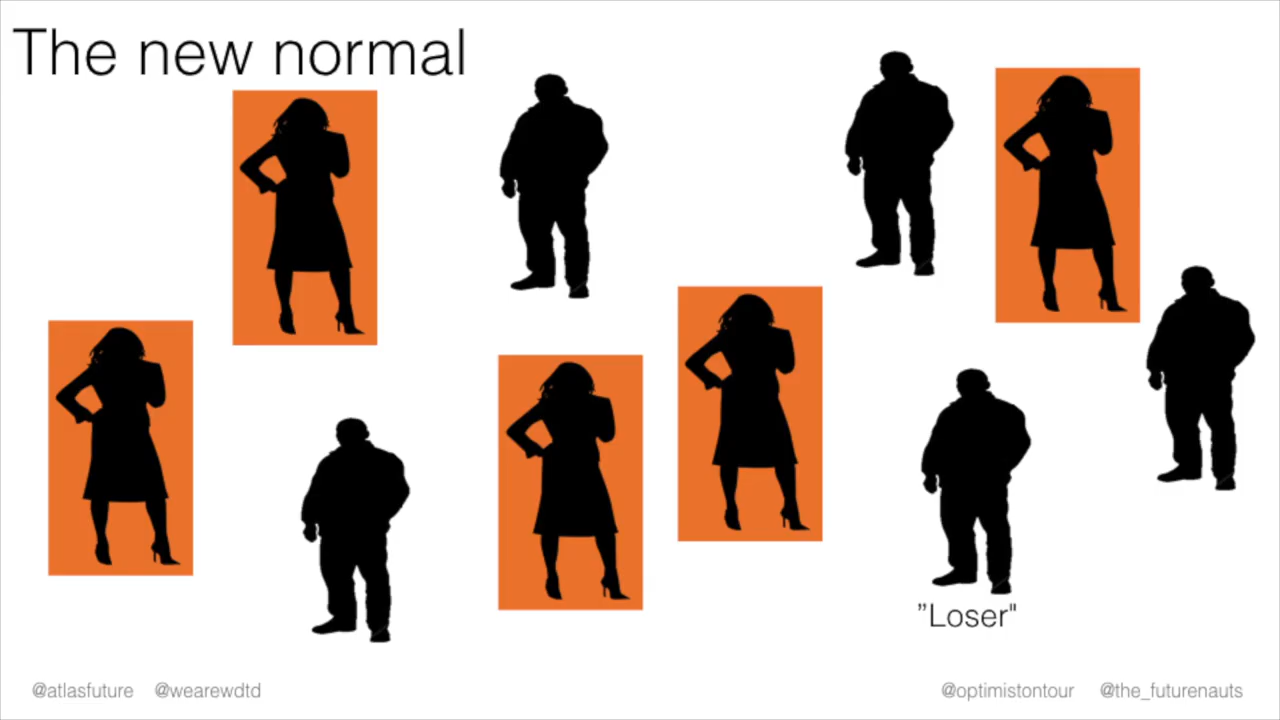 The new normal
”Loser"
@atlasfuture @wearewdtd
@optimistontour @the_futurenauts